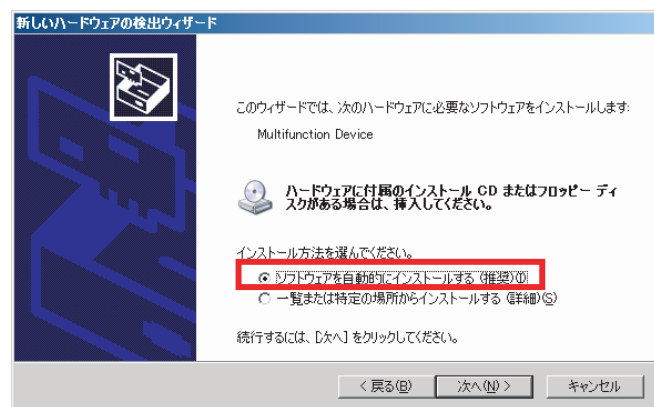 新しいハードウェアの検出ウィザード
このウィザードでは、次のハードウェアに必要なソフトウェアをインストールします:
Multifunction Device
ハードウェアに付属のインストール CD またはフロッピー ディ
スクがある場合は、挿入してください。
インストール方法を選んでください。
ソフトウェアを自動的にインストールする (推奨)(I)
一覧または特定の場所からインストールする (詳細)(S)
続行するには、[次へ] をクリックしてください。
< 戻る(B)
次へ(N) >
キャンセル